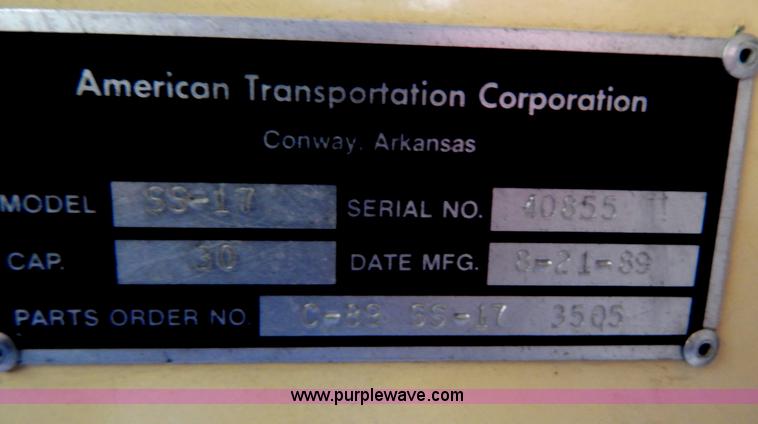 American Transportation Corporation
Conway, Arkansas
MODEL SS-17 SERIAL NO. 40855
CAP. 30 DATE MFG. 8-21-89
PARTS ORDER NO. C-89 SS-17 3505
www.purplewave.com